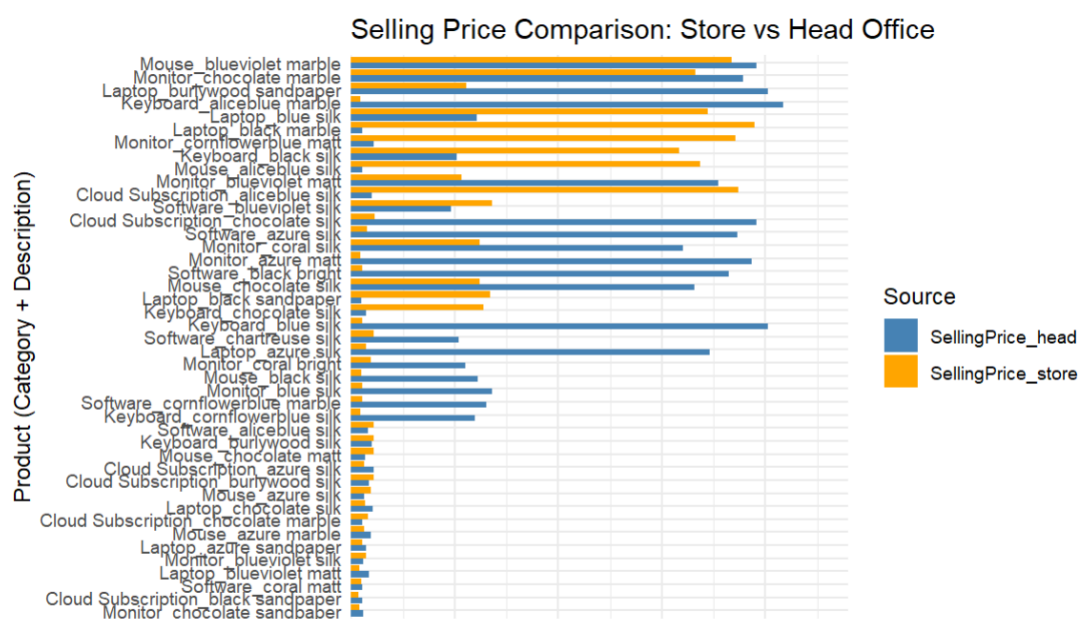 Selling Price Comparison: Store vs Head Office
Product (Category + Description)
Mouse_blueviolet marble
Monitor_chocolate marble
Laptop_burlywood sandpaper
Keyboard_aliceblue marble
Laptop_blue silk
Laptop_black marble
Monitor_cornflowerblue matt
Keyboard_black silk
Mouse_aliceblue silk
Monitor_blueviolet matt
Cloud Subscription_aliceblue silk
Software_blueviolet silk
Cloud Subscription_chocolate silk
Software_azure silk
Monitor_coral silk
Monitor_azure matt
Software_black bright
Mouse_chocolate silk
Laptop_black sandpaper
Keyboard_chocolate silk
Keyboard_blue silk
Software_chartreuse silk
Laptop_azure silk
Monitor_coral bright
Mouse_black silk
Monitor_blue silk
Software_cornflowerblue marble
Keyboard_cornflowerblue silk
Software_aliceblue silk
Keyboard_burlywood silk
Mouse_chocolate matt
Cloud Subscription_azure silk
Cloud Subscription_burlywood silk
Mouse_azure silk
Laptop_chocolate silk
Cloud Subscription_chocolate marble
Mouse_azure marble
Laptop_azure sandpaper
Monitor_blueviolet silk
Laptop_blueviolet matt
Software_coral matt
Cloud Subscription_black sandpaper
Monitor_chocolate sandpaper
Source
SellingPrice_head
SellingPrice_store